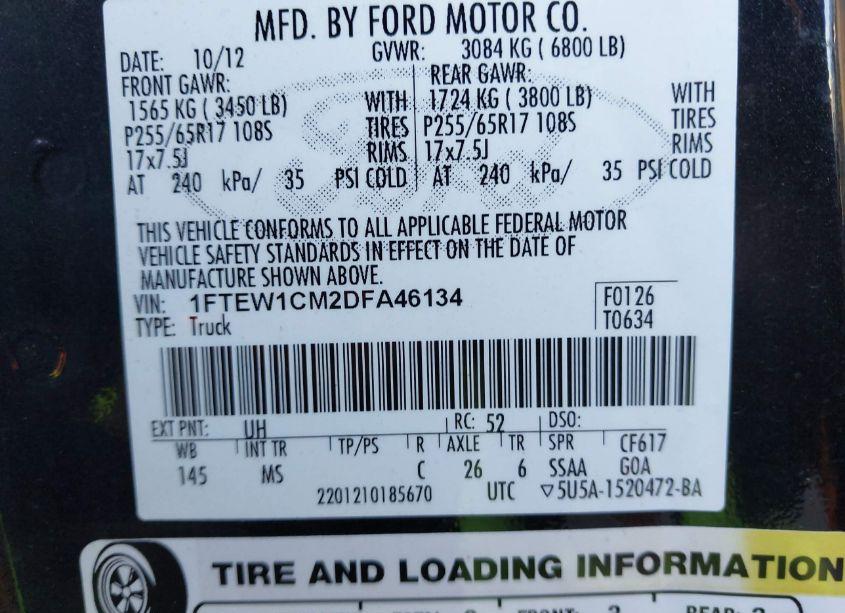 MFD. BY FORD MOTOR CO.
DATE: 10/12 GVWR: 3084 KG ( 6800 LB)
FRONT GAWR: REAR GAWR:
1565 KG ( 3450 LB) WITH 1724 KG ( 3800 LB) WITH
P255/65R17 108S TIRES P255/65R17 108S TIRES
17x7.5J RIMS 17x7.5J RIMS
AT 240 kPa/ 35 PSI COLD AT 240 kPa/ 35 PSI COLD
THIS VEHICLE CONFORMS TO ALL APPLICABLE FEDERAL MOTOR
VEHICLE SAFETY STANDARDS IN EFFECT ON THE DATE OF
MANUFACTURE SHOWN ABOVE.
VIN: 1FTEW1CM2DFA46134 F0126
TYPE: Truck T0634
EXT PNT: UH RC: 52 DSO:
WB INT TR TP/PS R AXLE TR SPR CF617
145 MS C 26 6 SSAA GOA
2201210185670 UTC ▽5U5A-1520472-BA
TIRE AND LOADING INFORMATION